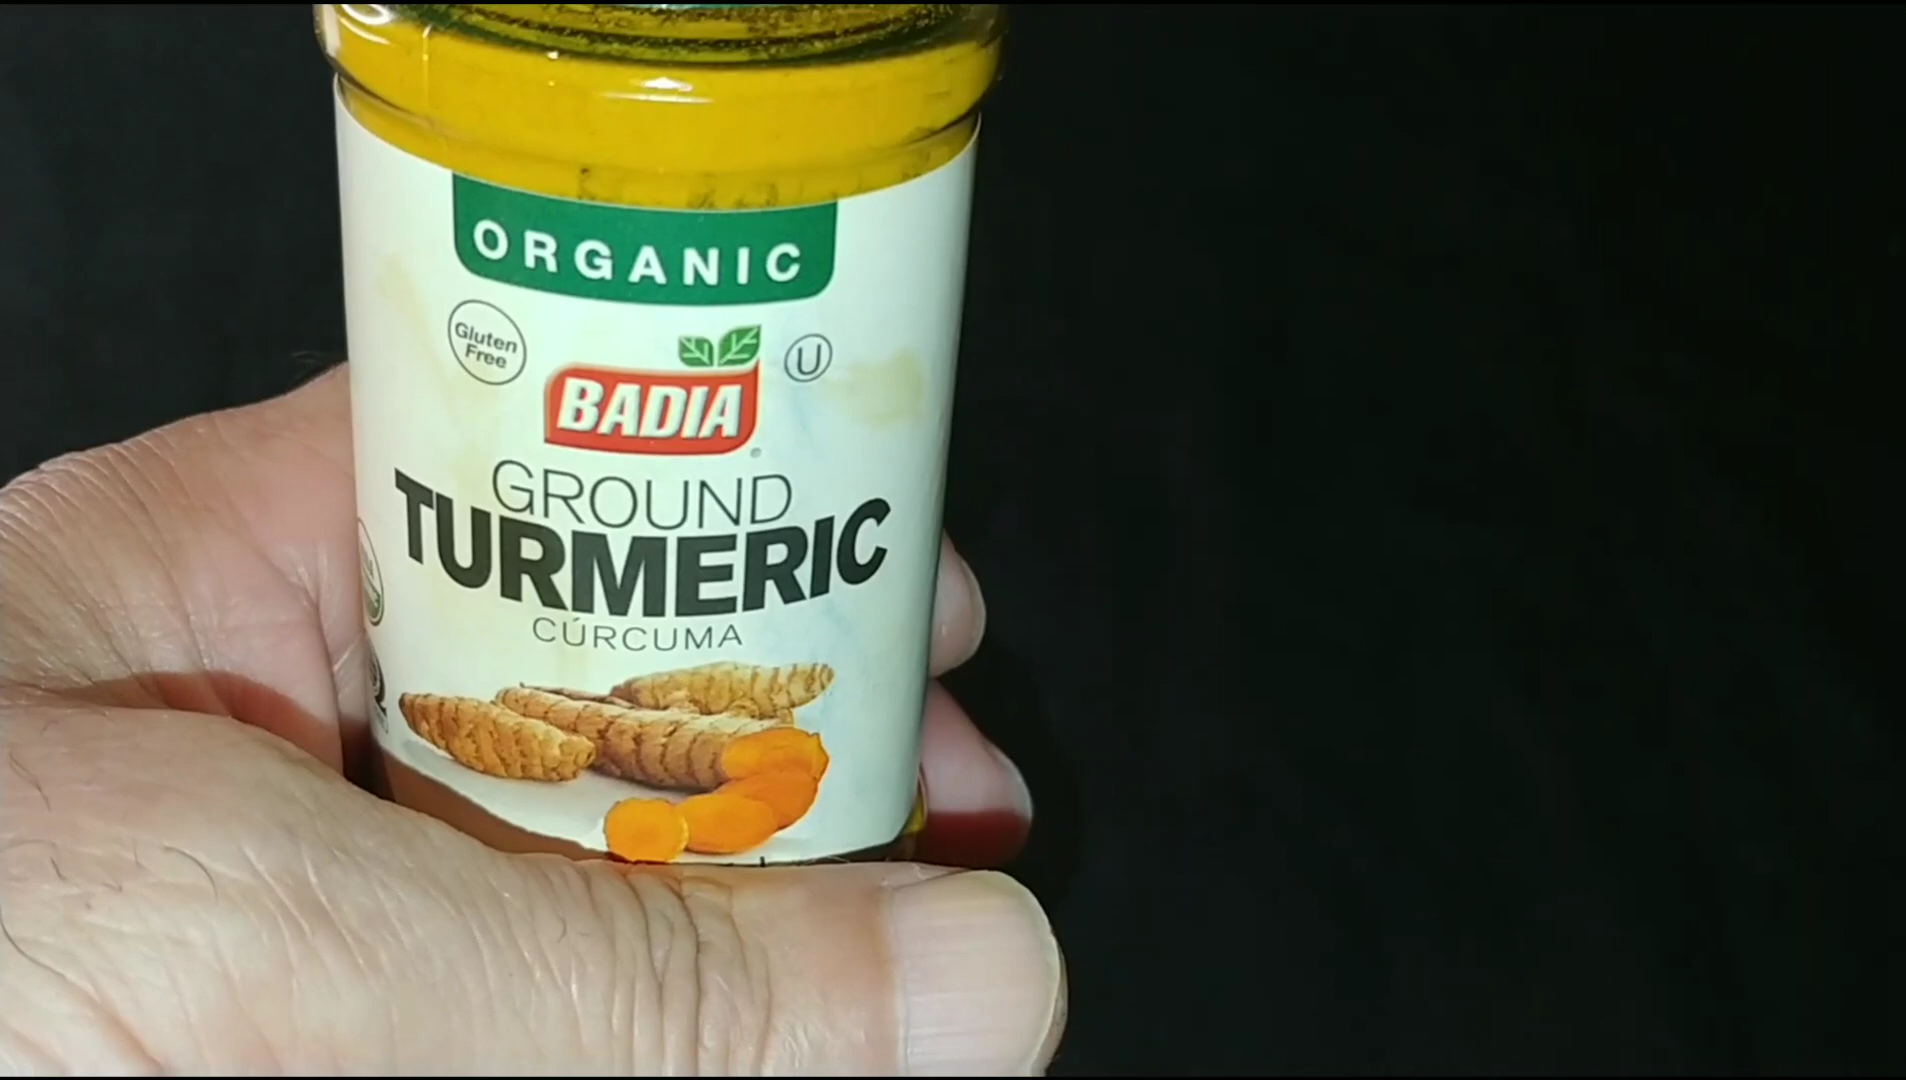 ORGANIC
Gluten
Free
U
BADIA
GROUND
TURMERIC
CÚRCUMA